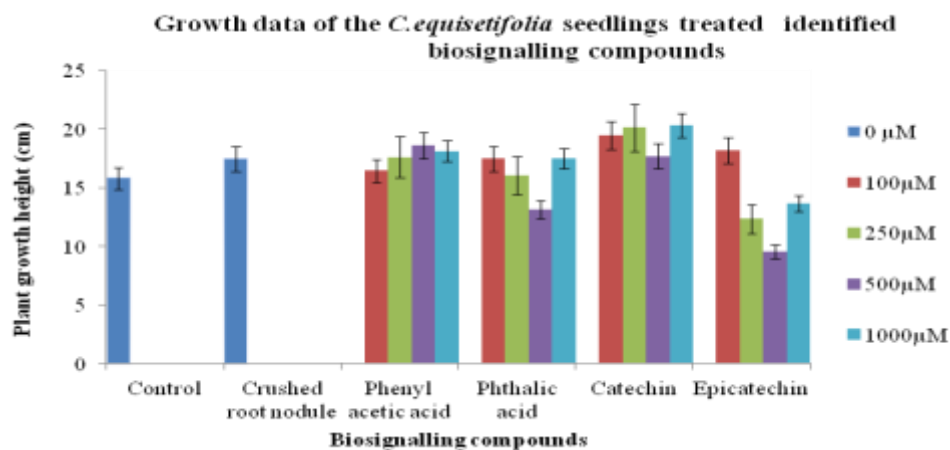 Growth data of the C.equisetifolia seedlings treated identified
biosignalling compounds
Plant growth height (cm)
25
20
15
10
5
0
Control
Crushed
root nodule
Phenyl
acetic acid
Phthalic
acid
Catechin
Epicatechin
Biosignalling compounds
0 µM
100µM
250µM
500µM
1000µM